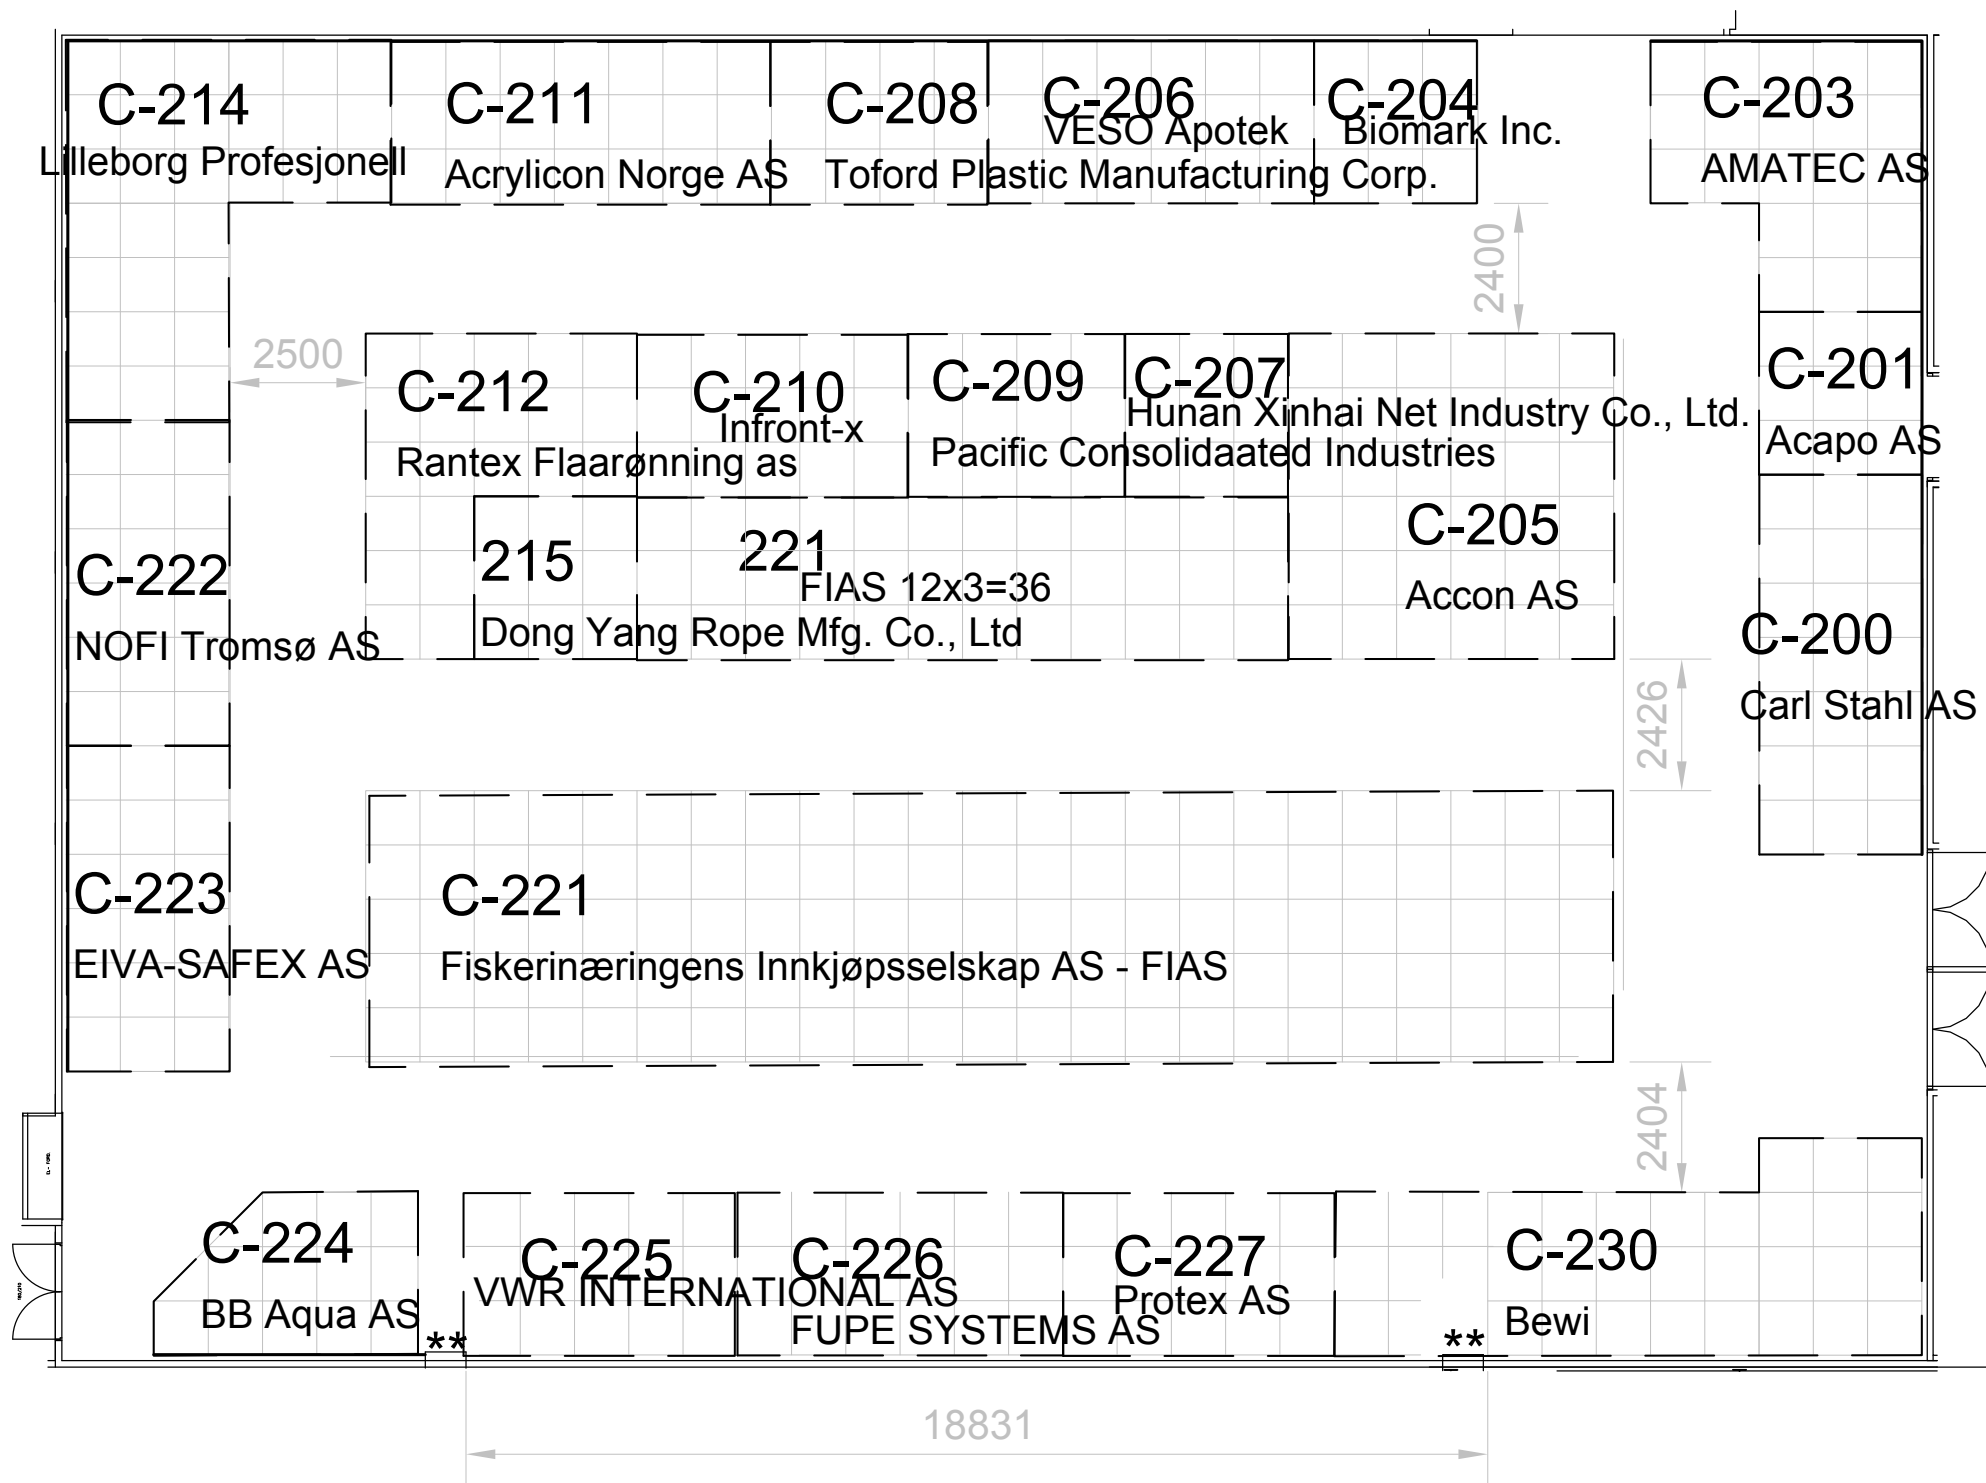 C-214
Lilleborg Profesjonell
C-211
Acrylicon Norge AS
C-208
Toford Plastic Manufacturing Corp.
C-206
VESO Apotek
C-204
Biomark Inc.
C-203
AMATEC AS
2400
2500
C-212
Rantex Flaarønning as
C-210
Infront-x
C-209
Pacific Consolidaated Industries
C-207
Hunan Xinhai Net Industry Co., Ltd.
C-201
Acapo AS
215
Dong Yang Rope Mfg. Co., Ltd
221
FIAS 12x3=36
C-205
Accon AS
C-222
NOFI Tromsø AS
C-200
Carl Stahl AS
2426
C-223
EIVA-SAFEX AS
C-221
Fiskerinæringens Innkjøpsselskap AS - FIAS
2404
C-224
BB Aqua AS
**
C-225
VWR INTERNATIONAL AS
C-226
FUPE SYSTEMS AS
C-227
Protex AS
C-230
Bewi
**
18831